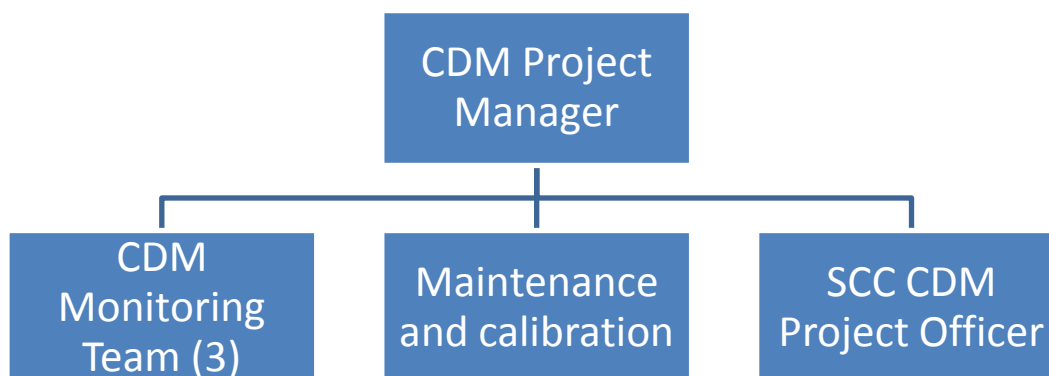 CDM Project
Manager
CDM
Monitoring
Team (3)
Maintenance
and calibration
SCC CDM
Project Officer